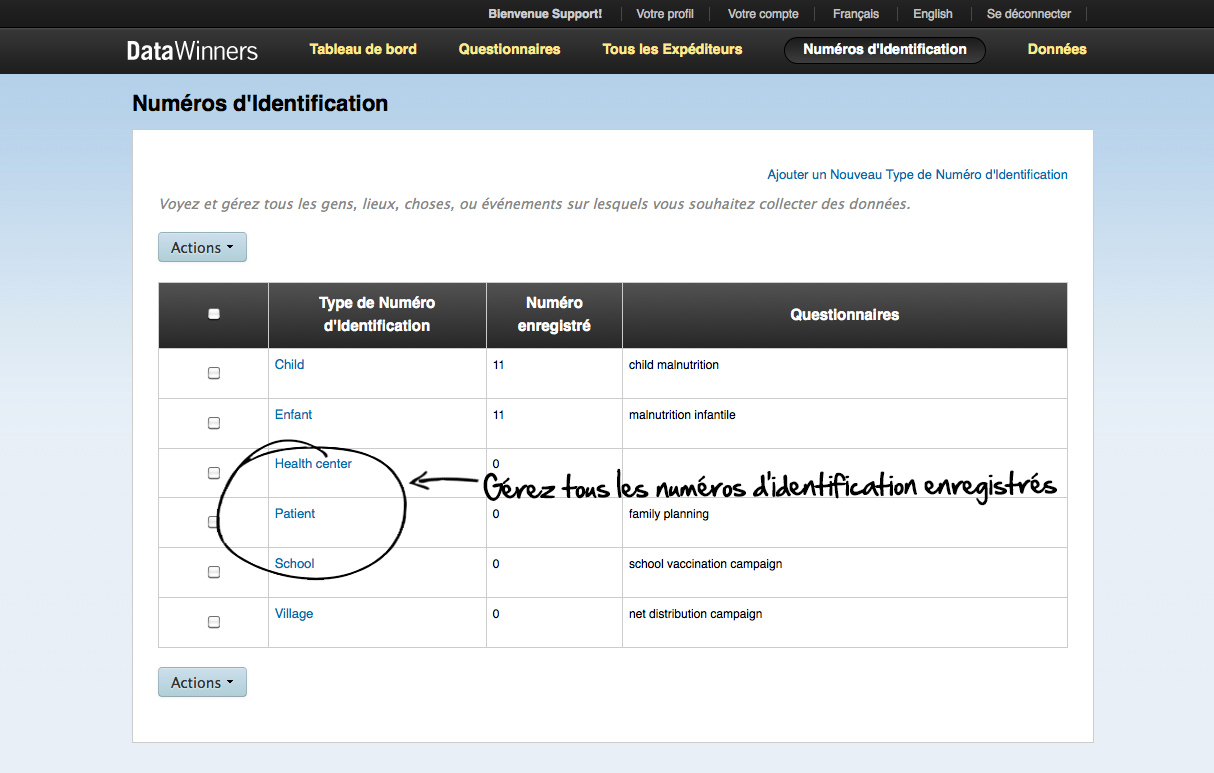 Bienvenue Support!
Votre profil
Votre compte
Français
English
Se déconnecter
DataWinners
Tableau de bord
Questionnaires
Tous les Expéditeurs
Numéros d'Identification
Données
Numéros d'Identification
Ajouter un Nouveau Type de Numéro d'Identification
Voyez et gérez tous les gens, lieux, choses, ou événements sur lesquels vous souhaitez collecter des données.
Actions
Type de Numéro
d'Identification
Numéro
enregistré
Questionnaires
Child
11
child malnutrition
Enfant
11
malnutrition infantile
Health center
0
Gérez tous les numéros d'identification enregistrés
Patient
0
family planning
School
0
school vaccination campaign
Village
0
net distribution campaign
Actions